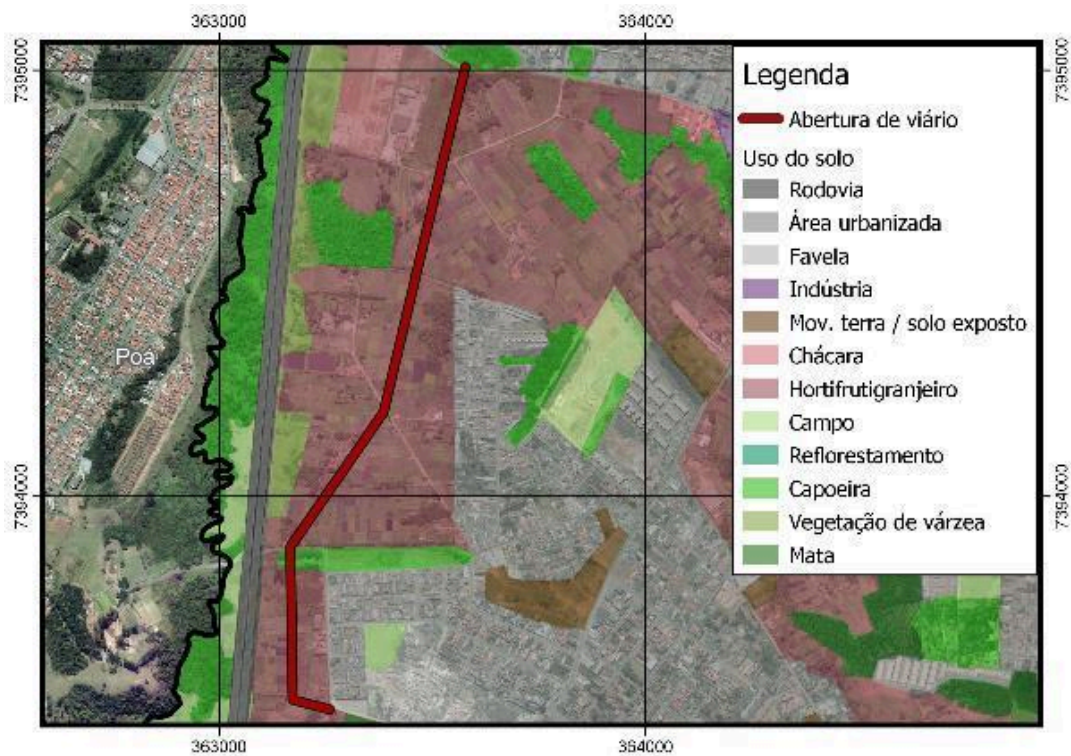 363000
364000
7395000
7395000
Legenda
Abertura de viário
Uso do solo
Rodovia
Área urbanizada
Favela
Indústria
Mov. terra / solo exposto
Chácara
Hortifrutigranjeiro
Campo
Reflorestamento
Capoeira
Vegetação de várzea
Mata
Poa
7394000
7394000
363000
364000